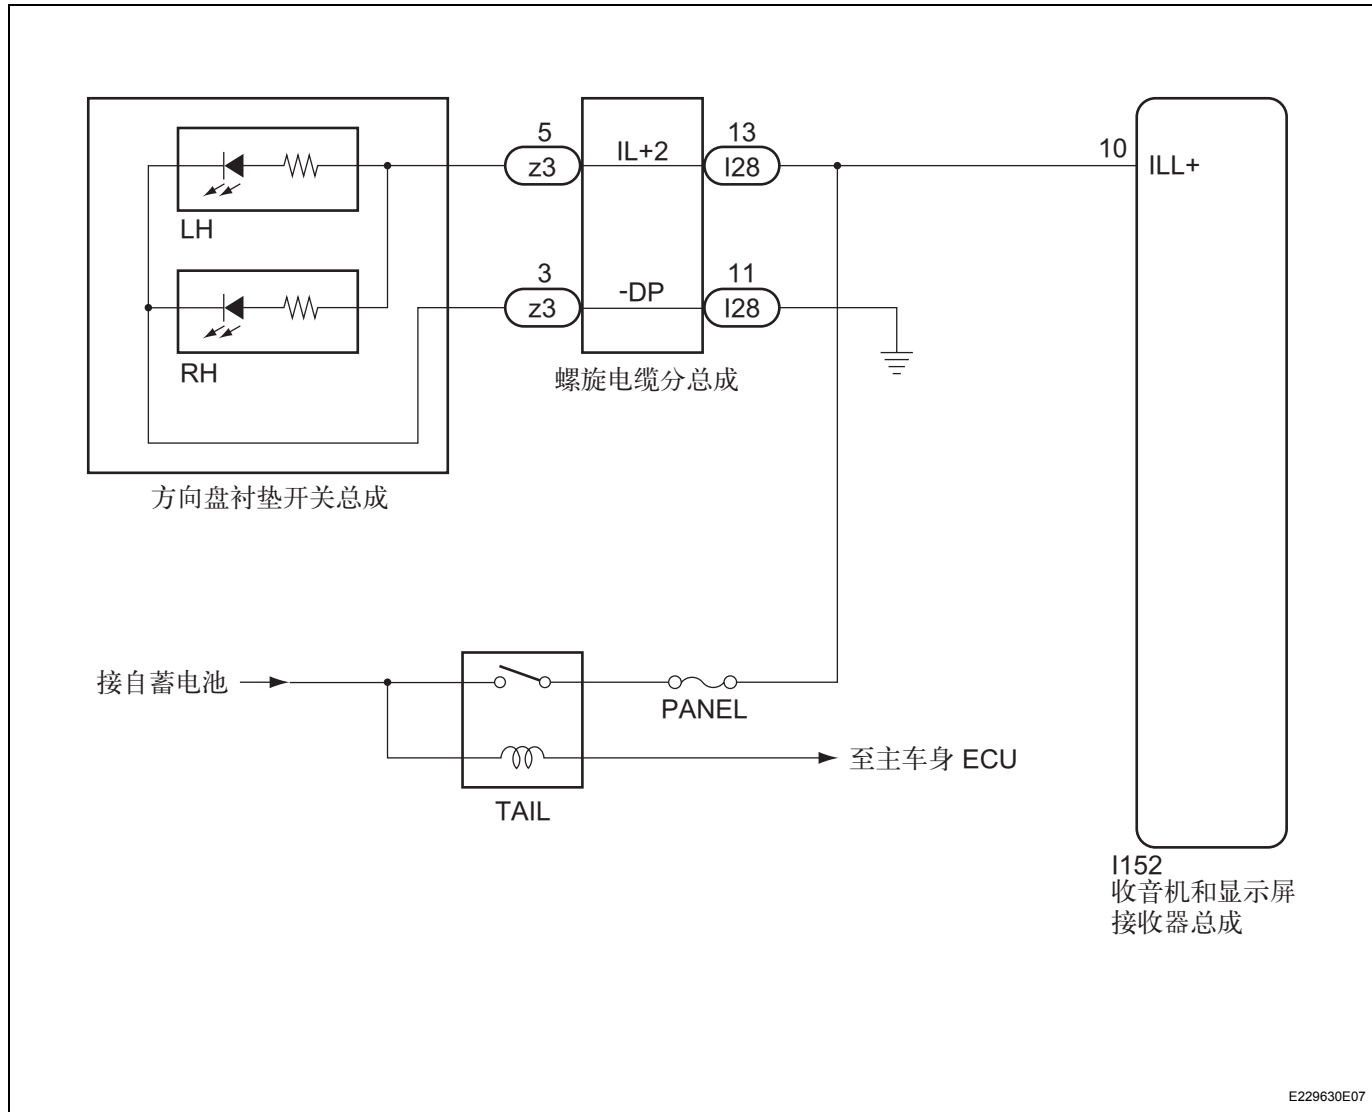 5
z3
IL+2
13
I28
10
ILL+
LH
3
z3
-DP
11
I28
RH
螺旋电缆分总成
方向盘衬垫开关总成
接自蓄电池
PANEL
至主车身 ECU
TAIL
I152
收音机和显示屏
接收器总成
E229630E07